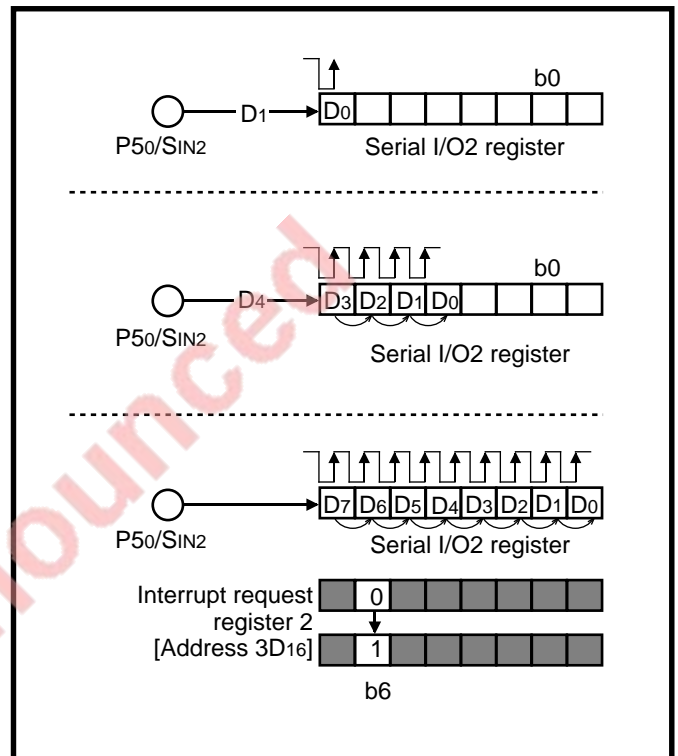 b0
D1 D0
P50/SIN2 Serial I/O2 register
b0
D4 D3 D2 D1 D0
P50/SIN2
Serial I/O2 register
D7 D6 D5 D4 D3 D2 D1 D0
P50/SIN2
Serial I/O2 register
Interrupt request 0
register 2
[Address 3D16] 1
b6